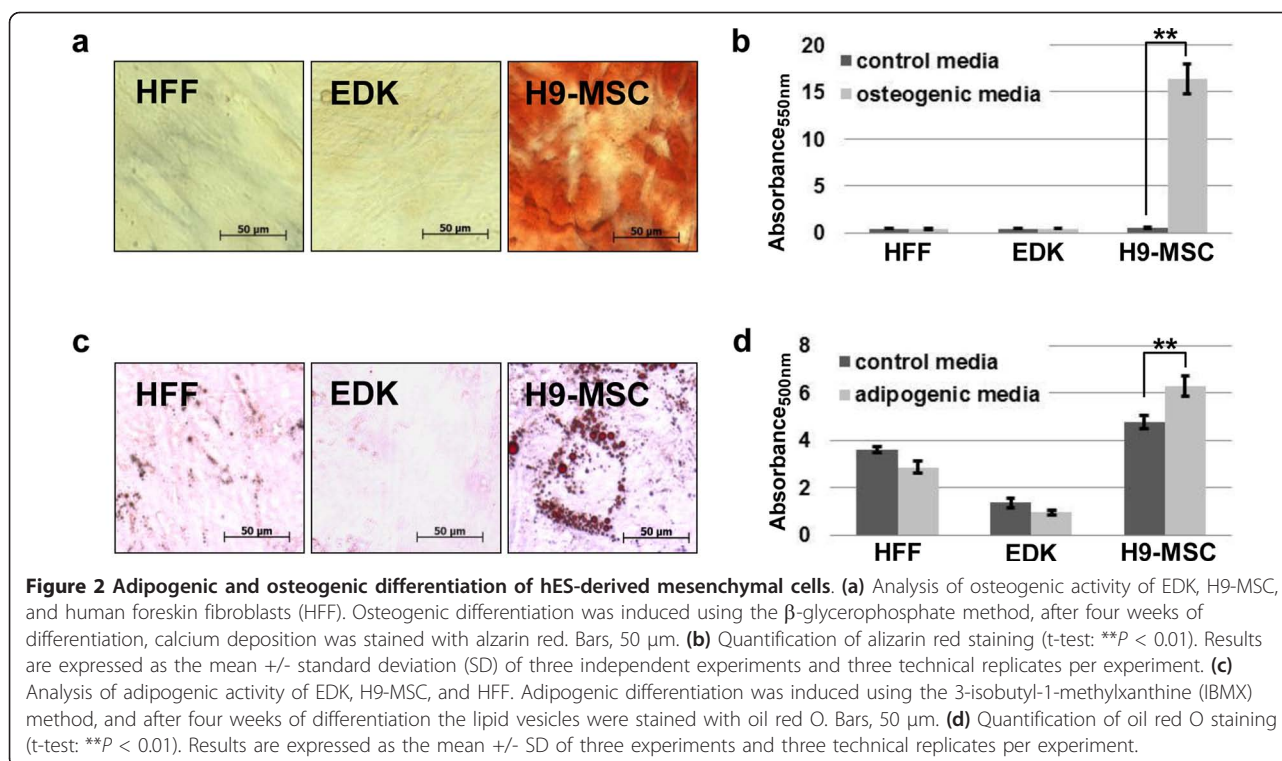 a
HFF
EDK
H9-MSC
50 µm
50 µm
50 µm
b
Absorbance550nm
20
15
10
5
0
control media
osteogenic media
**
HFF
EDK
H9-MSC
c
HFF
EDK
H9-MSC
50 µm
50 µm
50 µm
d
Absorbance500nm
8
6
4
2
0
control media
adipogenic media
**
HFF
EDK
H9-MSC
Figure 2 Adipogenic and osteogenic differentiation of hES-derived mesenchymal cells. (a) Analysis of osteogenic activity of EDK, H9-MSC,
and human foreskin fibroblasts (HFF). Osteogenic differentiation was induced using the β-glycerophosphate method, after four weeks of
differentiation, calcium deposition was stained with alzarin red. Bars, 50 µm. (b) Quantification of alizarin red staining (t-test: **P < 0.01). Results
are expressed as the mean +/- standard deviation (SD) of three independent experiments and three technical replicates per experiment. (c)
Analysis of adipogenic activity of EDK, H9-MSC, and HFF. Adipogenic differentiation was induced using the 3-isobutyl-1-methylxanthine (IBMX)
method, and after four weeks of differentiation the lipid vesicles were stained with oil red O. Bars, 50 µm. (d) Quantification of oil red O staining
(t-test: **P < 0.01). Results are expressed as the mean +/- SD of three experiments and three technical replicates per experiment.